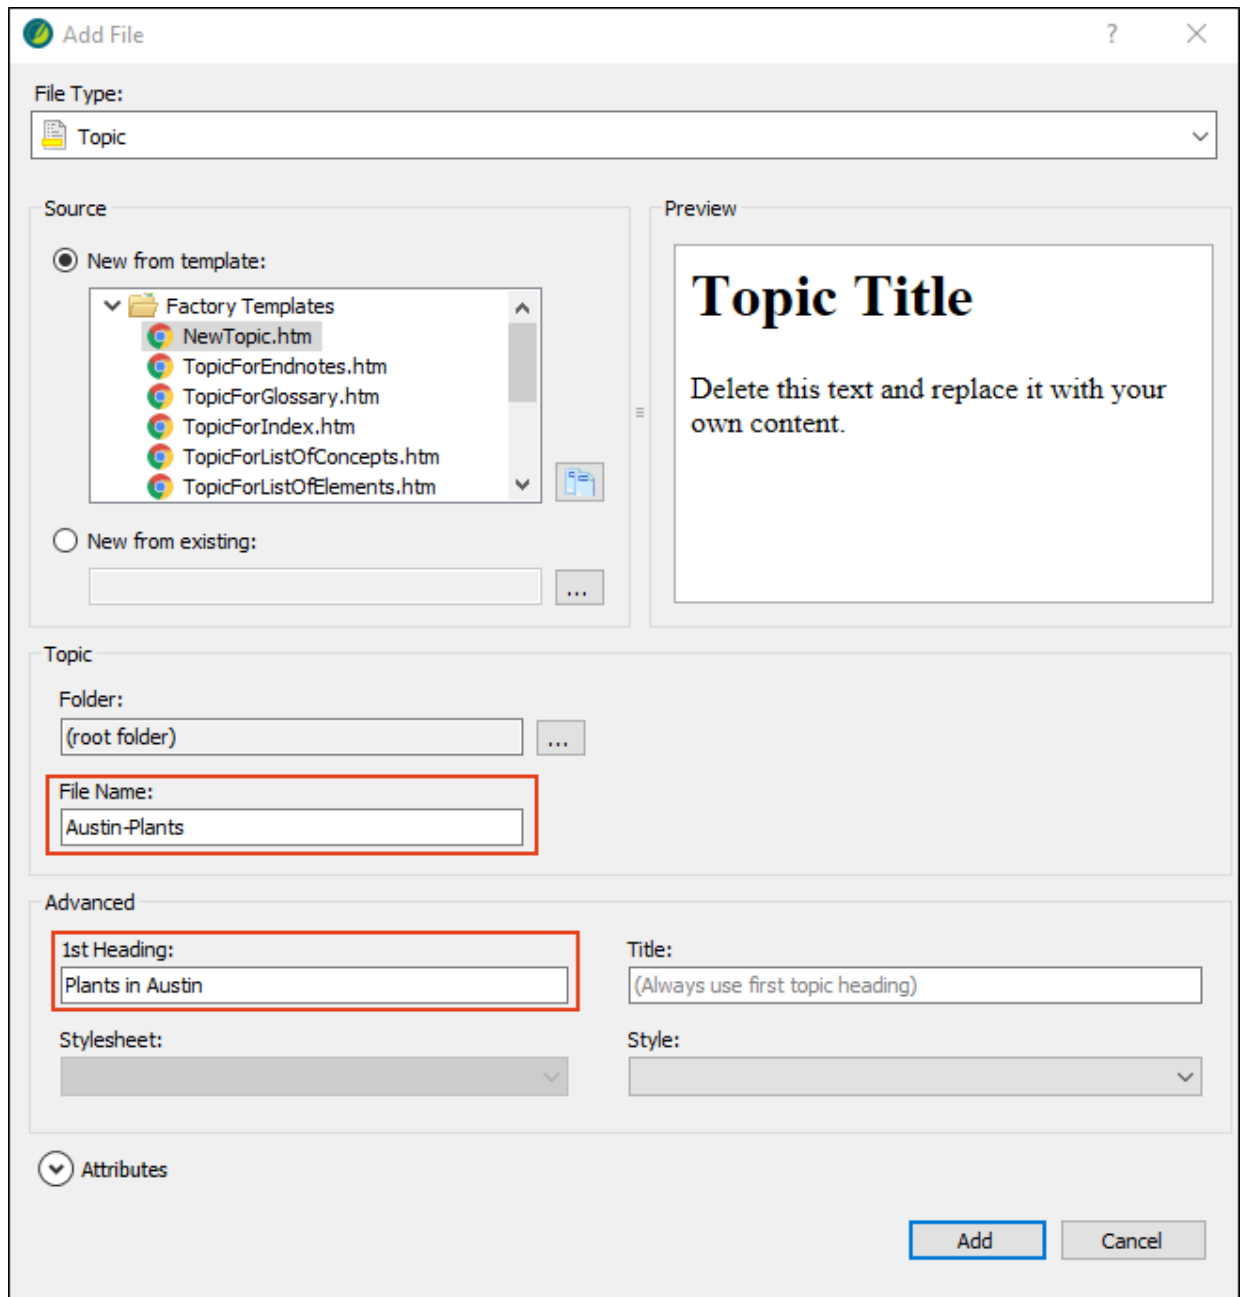 Add File
?
File Type:
Topic
Source
New from template:
Factory Templates
NewTopic.htm
TopicForEndnotes.htm
TopicForGlossary.htm
TopicForIndex.htm
TopicForListOfConcepts.htm
TopicForListOfElements.htm
New from existing:
...
Preview
Topic Title
Delete this text and replace it with your
own content.
Topic
Folder:
(root folder)
...
File Name:
Austin-Plants
Advanced
1st Heading:
Plants in Austin
Title:
(Always use first topic heading)
Stylesheet:
Style:
Attributes
Add
Cancel